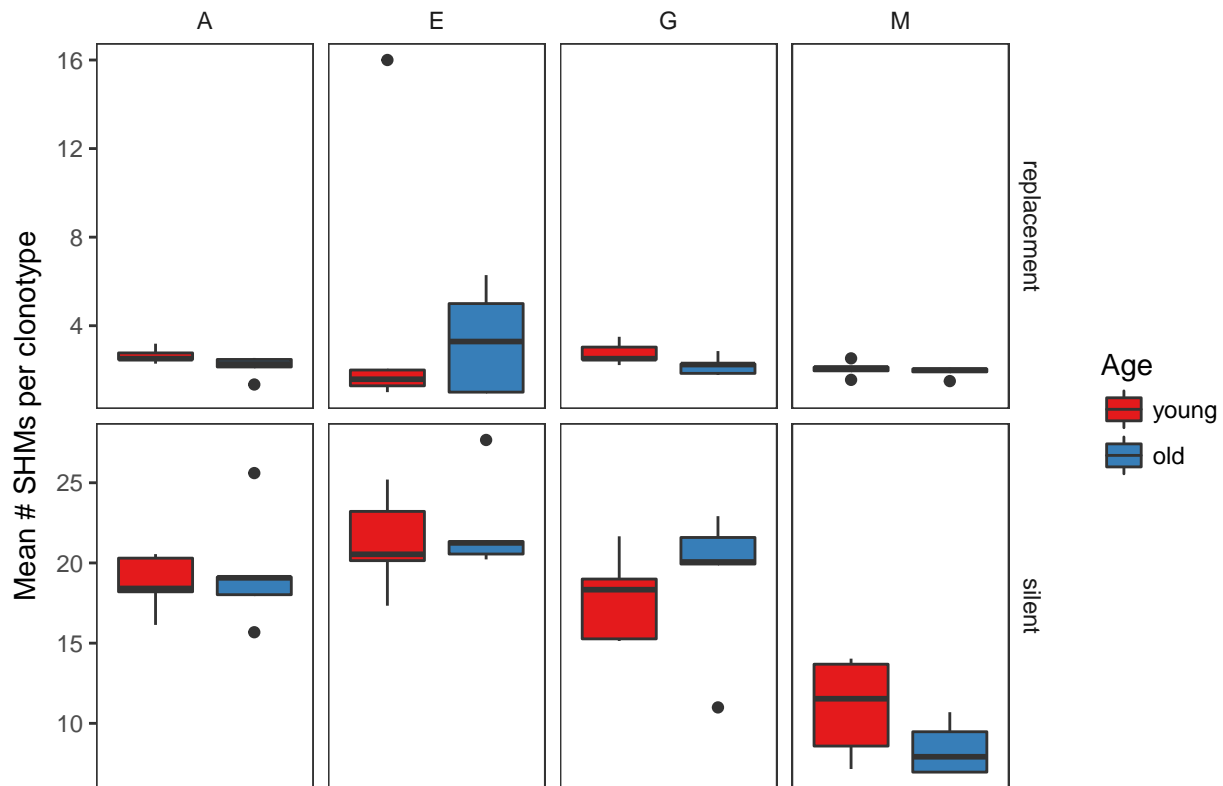 A E G M
Mean # SHMs per clonotype
16
12
8
4
replacement
25
20
15
10
silent
Age
young
old